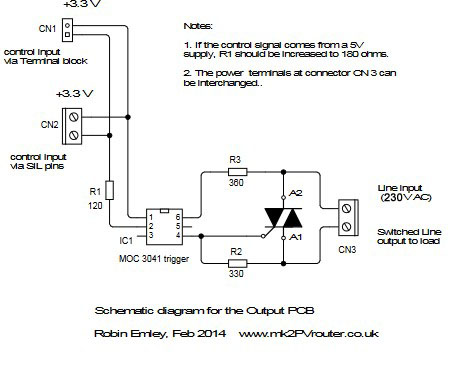 +3.3 V
Notes:
CN1
1. If the control signal comes from a 5V
supply, R1 should be increased to 180 ohms.
control input
via Terminal block
2. The power terminals at connector CN3 can
be interchanged..
+3.3 V
CN2
control input
via SIL pins
R3
360
R1
120
A2
Line input
(230V AC)
1
2
3
6
5
4
IC1
A1
Switched Line
output to load
R2
330
CN3
MOC 3041 trigger
Schematic diagram for the Output PCB
Robin Emley, Feb 2014 www.mk2PVrouter.co.uk